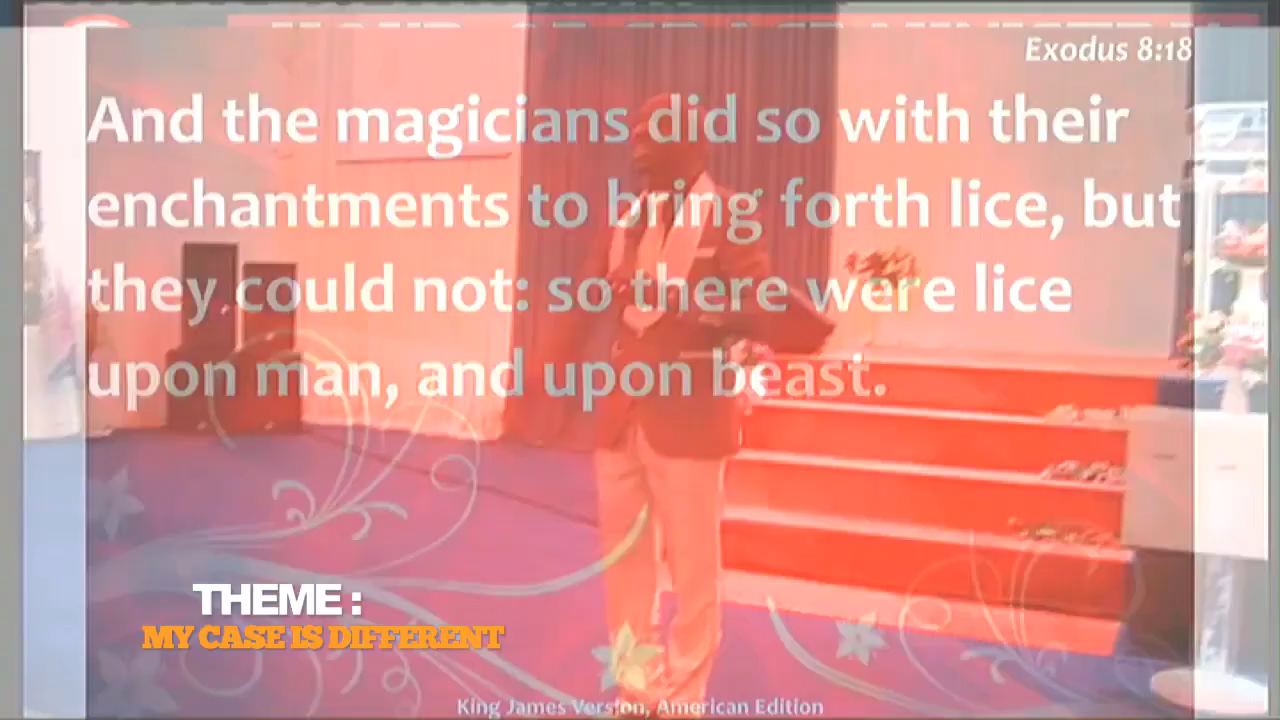 Exodus 8:18
And the magicians did so with their
enchantments to bring forth lice, but
they could not: so there were lice
upon man, and upon beast.
THEME :
MY CASE IS DIFFERENT
King James Version, American Edition